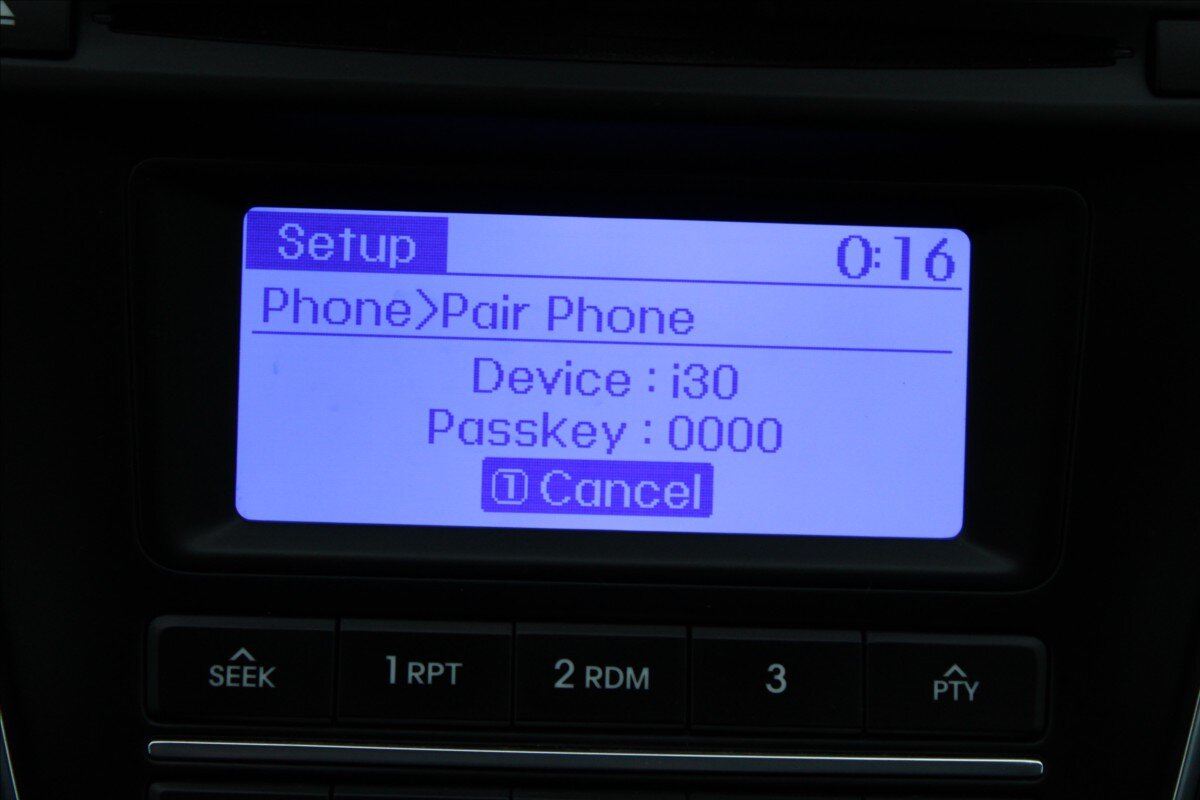 Setup 0:16
Phone>Pair Phone
Device : i30
Passkey : 0000
1 Cancel
SEEK 1 RPT 2 RDM 3 PTY